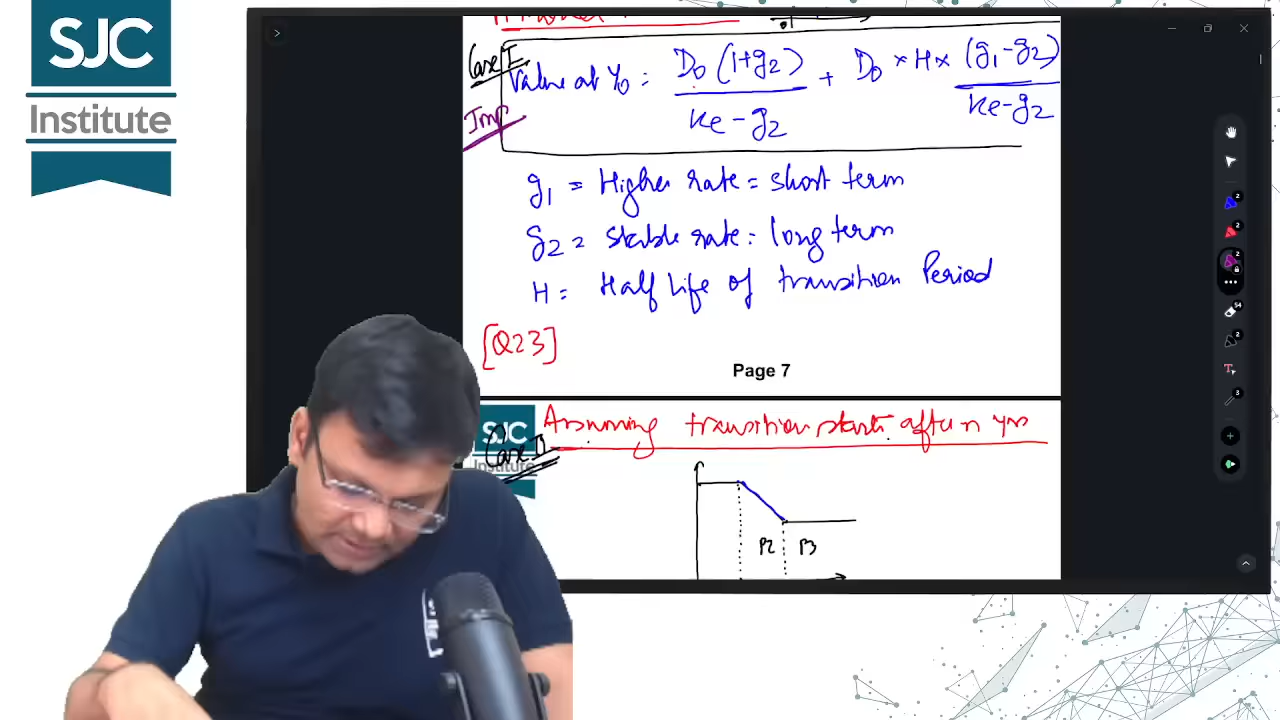 SJC
Institute
Case I
Value at Y0 = D0 (1+g2) / Ke - g2 + D0 × H × (g1 - g2) / Ke - g2
Imp
g1 = Higher rate = short term
g2 = Stable rate = long term
H = Half life of transition Period
[Q23]
Page 7
SJC
Institute
Case II
Assuming transition starts after n yrs
P2 P3